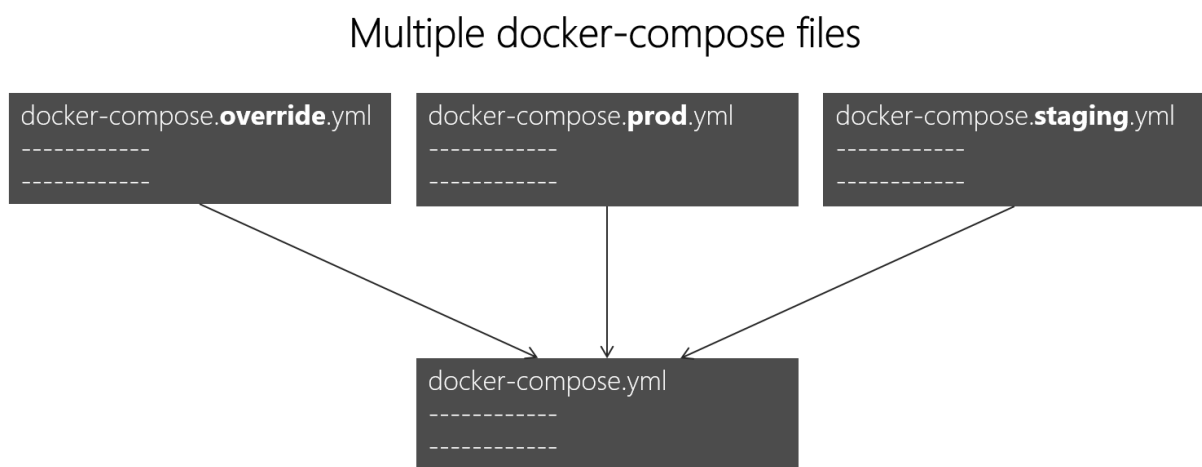 Multiple docker-compose files
docker-compose.override.yml
------------
------------
docker-compose.prod.yml
------------
------------
docker-compose.staging.yml
------------
------------
docker-compose.yml
------------
------------